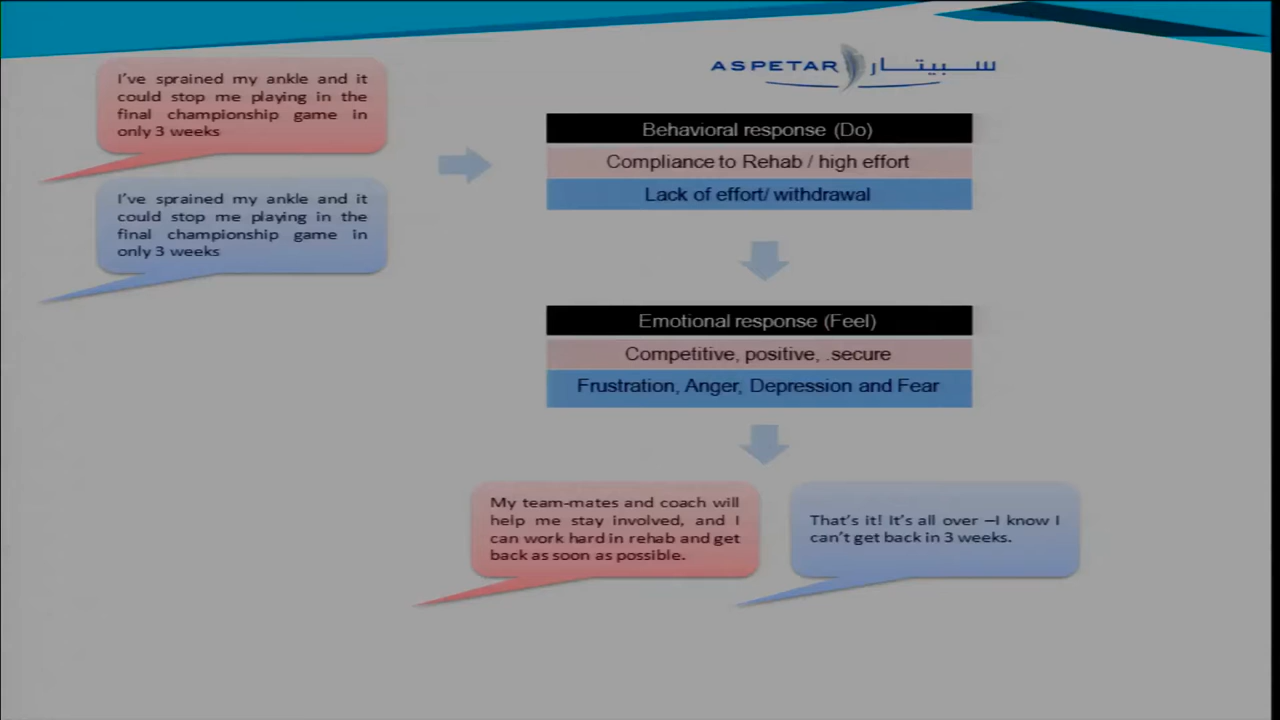 I've sprained my ankle and it
could stop me playing in the
final championship game in
only 3 weeks
I've sprained my ankle and it
could stop me playing in the
final championship game in
only 3 weeks
ASPETAR سبيتار
Behavioral response (Do)
Compliance to Rehab / high effort
Lack of effort/ withdrawal
Emotional response (Feel)
Competitive, positive, .secure
Frustration, Anger, Depression and Fear
My team-mates and coach will
help me stay involved, and I
can work hard in rehab and get
back as soon as possible.
That's it! It's all over –I know I
can't get back in 3 weeks.